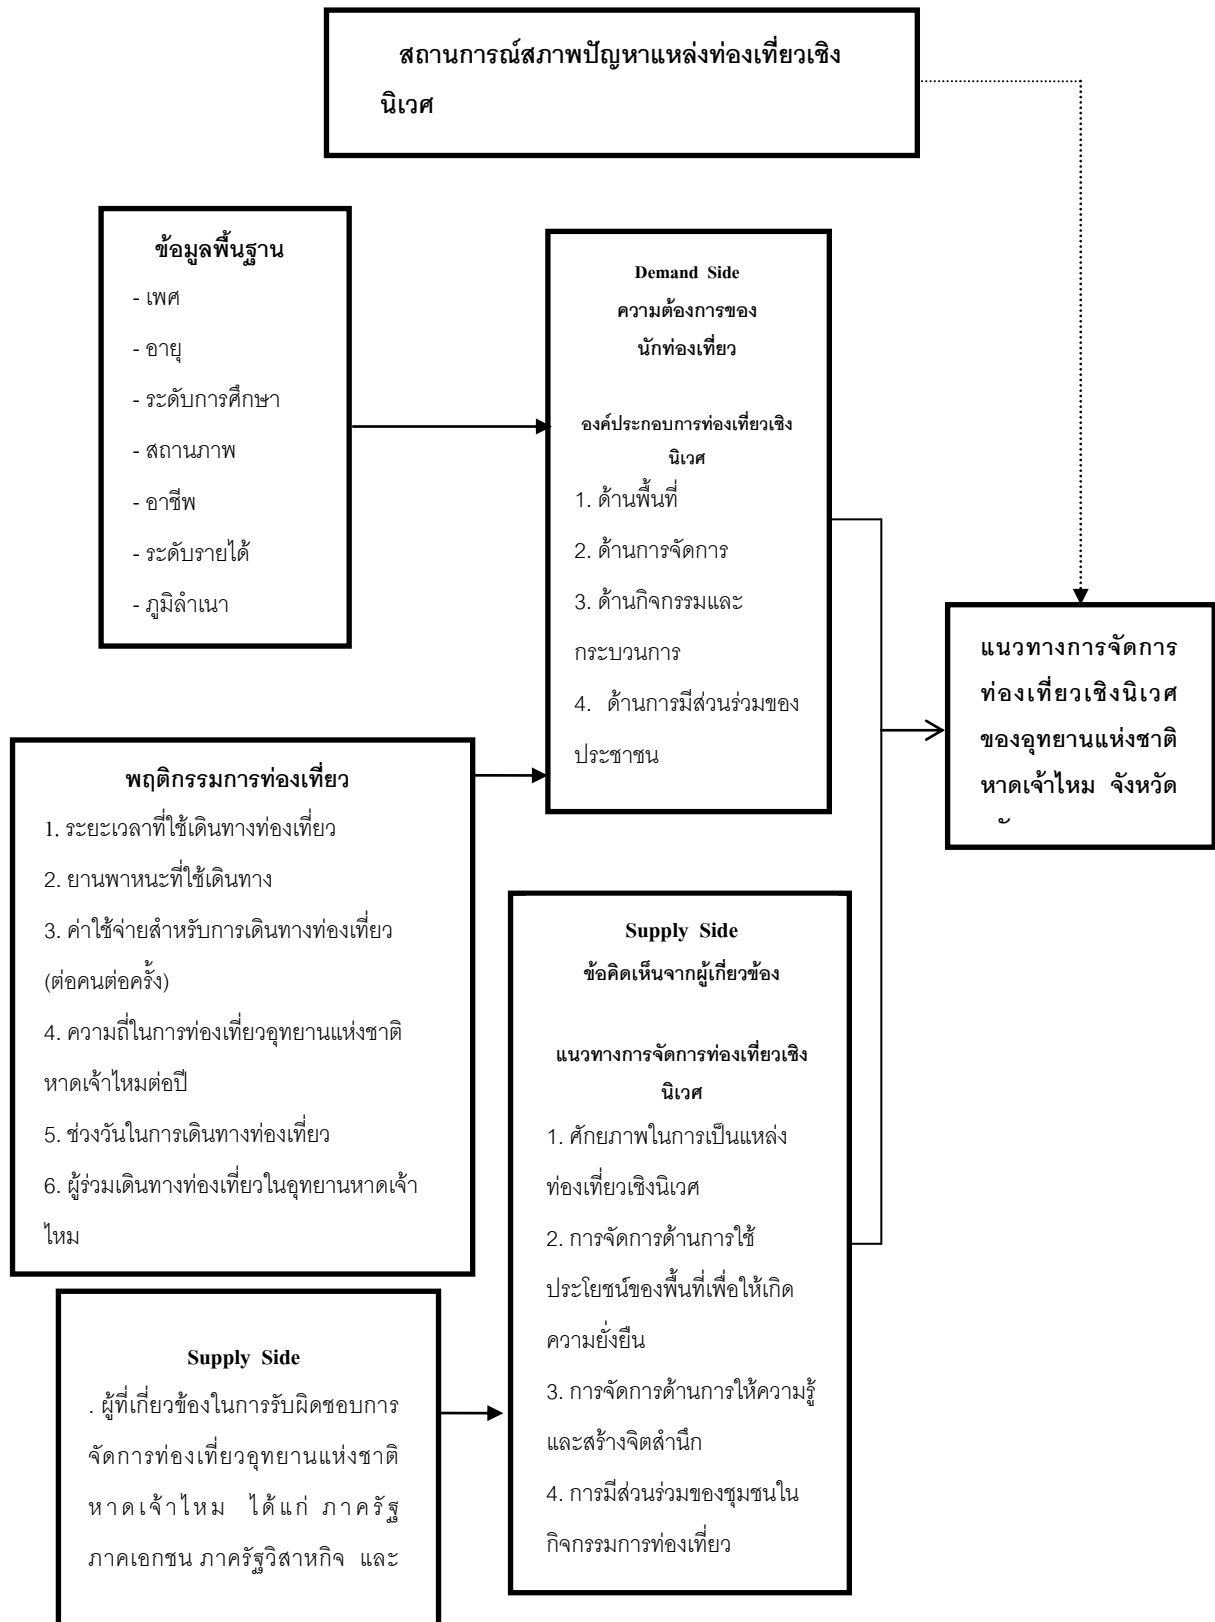 สถานการณ์สภาพปัญหาแหล่งท่องเที่ยวเชิง
นิเวศ
ข้อมูลพื้นฐาน
- เพศ
- อายุ
- ระดับการศึกษา
- สถานภาพ
- อาชีพ
- ระดับรายได้
- ภูมิลำเนา
Demand Side
ความต้องการของ
นักท่องเที่ยว
องค์ประกอบการท่องเที่ยวเชิง
นิเวศ
1. ด้านพื้นที่
2. ด้านการจัดการ
3. ด้านกิจกรรมและ
กระบวนการ
4. ด้านการมีส่วนร่วมของ
ประชาชน
แนวทางการจัดการ
ท่องเที่ยวเชิงนิเวศ
ของอุทยานแห่งชาติ
หาดเจ้าไหม จังหวัด
พฤติกรรมการท่องเที่ยว
1. ระยะเวลาที่ใช้เดินทางท่องเที่ยว
2. ยานพาหนะที่ใช้เดินทาง
3. ค่าใช้จ่ายสำหรับการเดินทางท่องเที่ยว
(ต่อคนต่อครั้ง)
4. ความถี่ในการท่องเที่ยวอุทยานแห่งชาติ
หาดเจ้าไหมต่อปี
5. ช่วงวันในการเดินทางท่องเที่ยว
6. ผู้ร่วมเดินทางท่องเที่ยวในอุทยานหาดเจ้า
ไหม
Supply Side
ข้อคิดเห็นจากผู้เกี่ยวข้อง
แนวทางการจัดการท่องเที่ยวเชิง
นิเวศ
1. ศักยภาพในการเป็นแหล่ง
ท่องเที่ยวเชิงนิเวศ
2. การจัดการด้านการใช้
ประโยชน์ของพื้นที่เพื่อให้เกิด
ความยั่งยืน
3. การจัดการด้านการให้ความรู้
และสร้างจิตสำนึก
4. การมีส่วนร่วมของชุมชนใน
กิจกรรมการท่องเที่ยว
Supply Side
. ผู้ที่เกี่ยวข้องในการรับผิดชอบการ
จัดการท่องเที่ยวอุทยานแห่งชาติ
หาดเจ้าไหม ได้แก่ ภาครัฐ
ภาคเอกชน ภาครัฐวิสาหกิจ และ